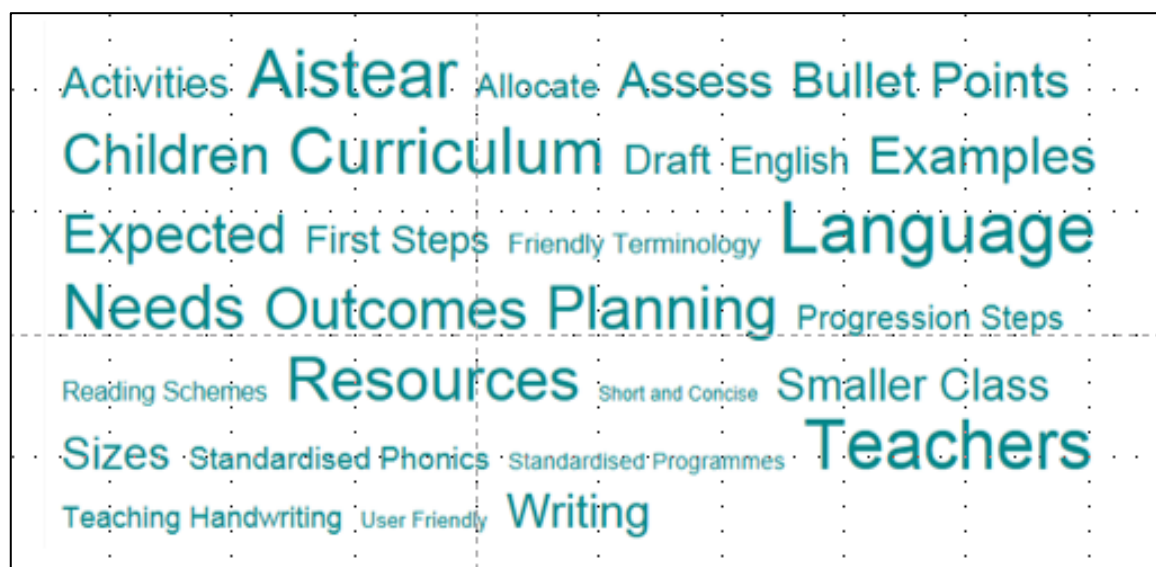 Activities Aistear Allocate Assess Bullet Points
Children Curriculum Draft English Examples
Expected First Steps Friendly Terminology Language
Needs Outcomes Planning Progression Steps
Reading Schemes Resources Short and Concise Smaller Class
Sizes Standardised Phonics Standardised Programmes Teachers
Teaching Handwriting User Friendly Writing